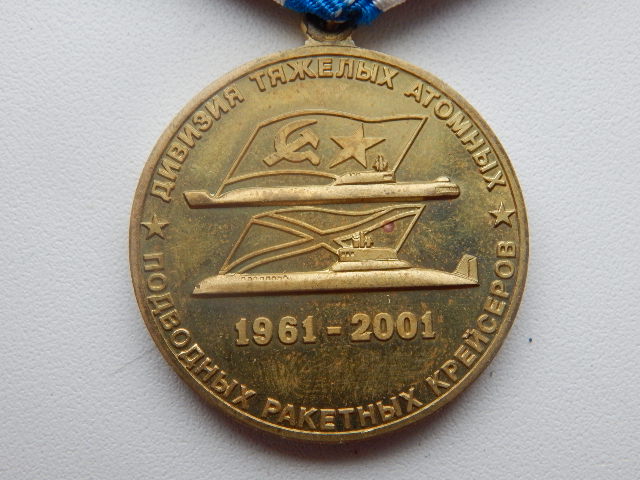 ДИВИЗИЯ ТЯЖЕЛЫХ АТОМНЫХ
ПОДВОДНЫХ РАКЕТНЫХ КРЕЙСЕРОВ
1961-2001